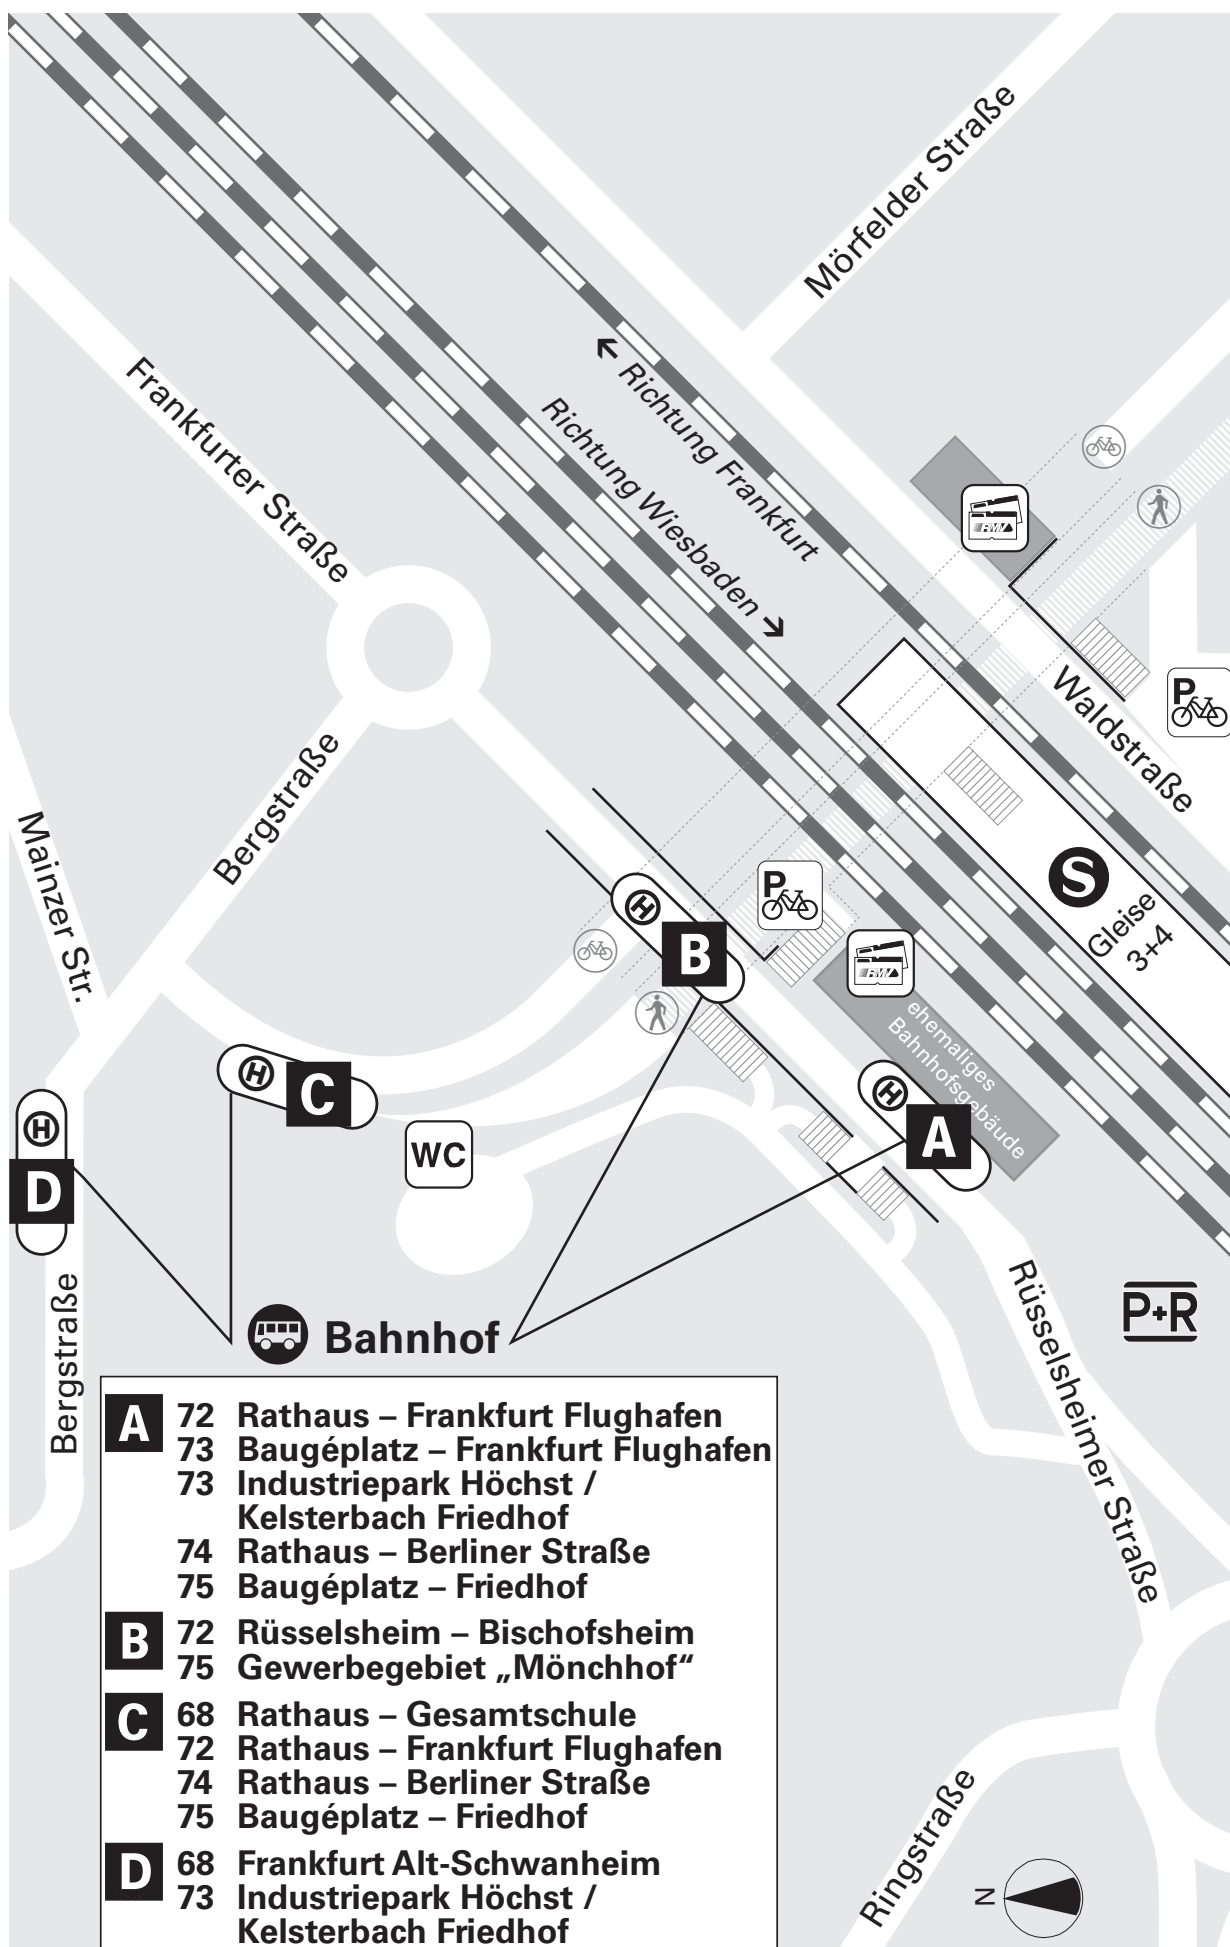 Mörfelder Straße
← Richtung Frankfurt
Richtung Wiesbaden →
Frankfurter Straße
RMV
Waldstraße
P
Bergstraße
Mainzer Str.
S
Gleise
3+4
P
H
B
RMV
ehemaliges
Bahnhofsgebäude
H
C
H
A
H
D
WC
Bergstraße
Bahnhof
P+R
Rüsselsheimer Straße
A
72 Rathaus – Frankfurt Flughafen
73 Baugéplatz – Frankfurt Flughafen
73 Industriepark Höchst /
Kelsterbach Friedhof
74 Rathaus – Berliner Straße
75 Baugéplatz – Friedhof
B
72 Rüsselsheim – Bischofsheim
75 Gewerbegebiet „Mönchhof“
C
68 Rathaus – Gesamtschule
72 Rathaus – Frankfurt Flughafen
74 Rathaus – Berliner Straße
75 Baugéplatz – Friedhof
D
68 Frankfurt Alt-Schwanheim
73 Industriepark Höchst /
Kelsterbach Friedhof
Ringstraße
N